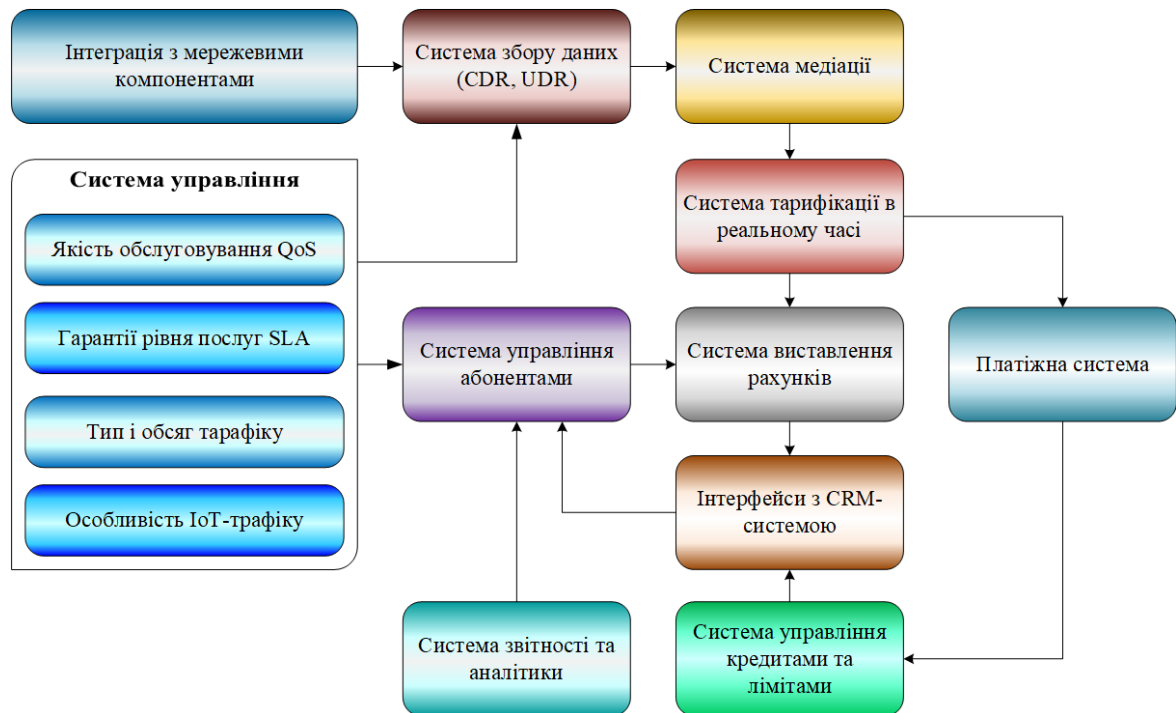 Інтеграція з мережевими
компонентами
Система збору даних
(CDR, UDR)
Система медіації
Система управління
Якість обслуговування QoS
Гарантії рівня послуг SLA
Тип і обсяг тарафіку
Особливість IoT-трафіку
Система тарифікації в
реальному часі
Система управління
абонентами
Система виставлення
рахунків
Платіжна система
Інтерфейси з CRM-
системою
Система звітності та
аналітики
Система управління
кредитами та
лімітами